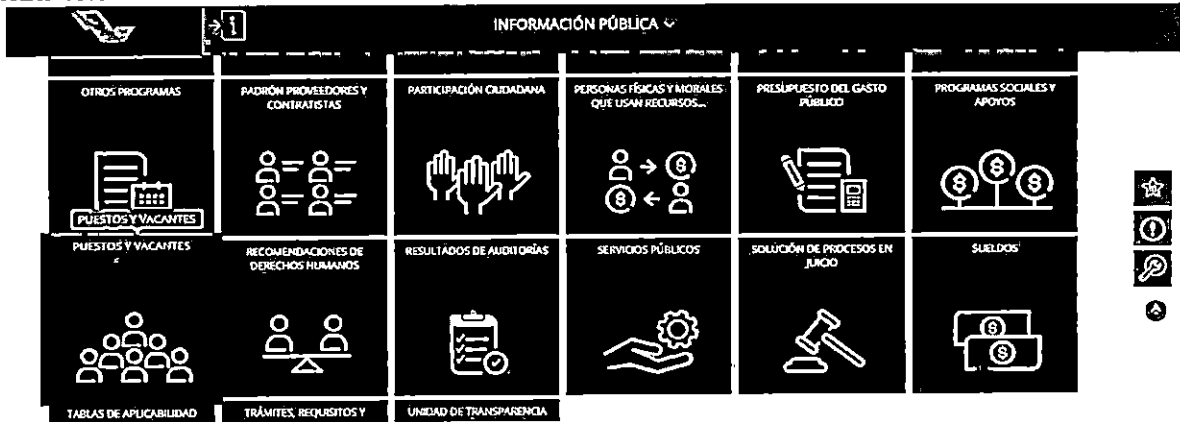 INFORMACIÓN PÚBLICA
OTROS PROGRAMAS
PADRÓN PROVEEDORES Y
CONTRATISTAS
PARTICIPACIÓN CIUDADANA
PERSONAS FÍSICAS Y MORALES
QUE USAN RECURSOS...
PRESUPUESTO DEL GASTO
PÚBLICO
PROGRAMAS SOCIALES Y
APOYOS
PUESTOS Y VACANTES
PUESTOS Y VACANTES
RECOMENDACIONES DE
DERECHOS HUMANOS
RESULTADOS DE AUDITORÍAS
SERVICIOS PÚBLICOS
SOLUCIÓN DE PROCESOS EN
JUICIO
SUELDOS
TABLAS DE APLICABILIDAD
TRÁMITES, REQUISITOS Y
UNIDAD DE TRANSPARENCIA